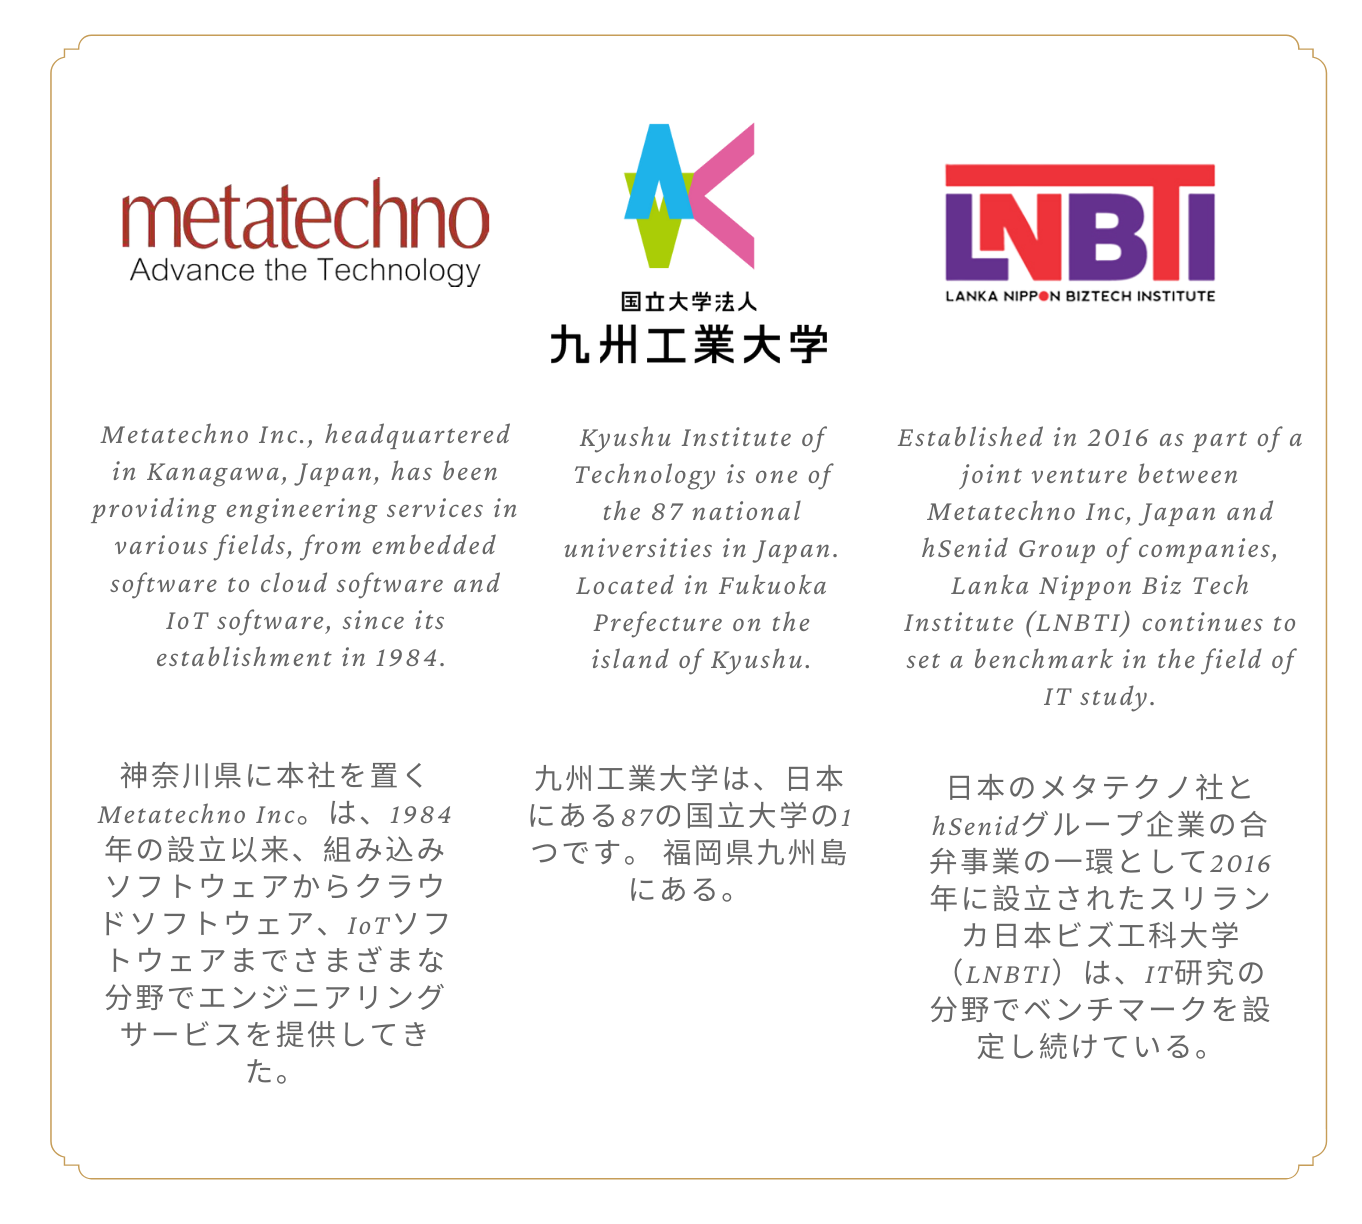 metatechno
Advance the Technology
国立大学法人
九州工業大学
LNBTI
LANKA NIPPON BIZTECH INSTITUTE
Metatechno Inc., headquartered
in Kanagawa, Japan, has been
providing engineering services in
various fields, from embedded
software to cloud software and
IoT software, since its
establishment in 1984.
Kyushu Institute of
Technology is one of
the 87 national
universities in Japan.
Located in Fukuoka
Prefecture on the
island of Kyushu.
Established in 2016 as part of a
joint venture between
Metatechno Inc, Japan and
hSenid Group of companies,
Lanka Nippon Biz Tech
Institute (LNBTI) continues to
set a benchmark in the field of
IT study.
神奈川県に本社を置く
Metatechno Inc。は、1984
年の設立以来、組み込み
ソフトウェアからクラウ
ドソフトウェア、IoTソフ
トウェアまでさまざまな
分野でエンジニアリング
サービスを提供してき
た。
九州工業大学は、日本
にある87の国立大学の1
つです。 福岡県九州島
にある。
日本のメタテクノ社と
hSenidグループ企業の合
弁事業の一環として2016
年に設立されたスリラン
カ日本ビズ工科大学
（LNBTI）は、IT研究の
分野でベンチマークを設
定し続けている。